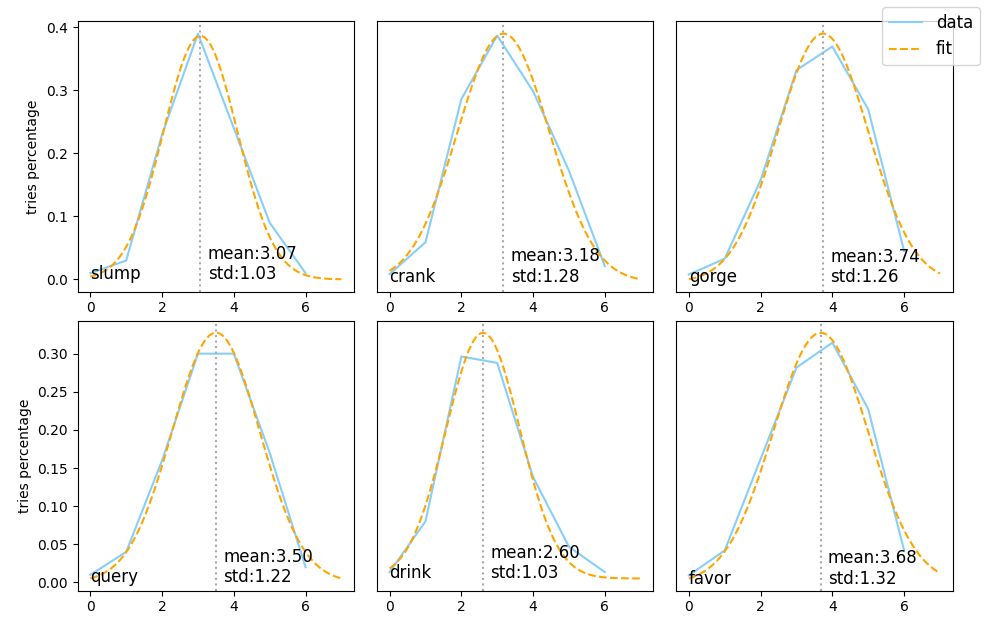 data
fit
tries percentage
0.4
0.3
0.2
0.1
0.0
slump
mean:3.07
std:1.03
0 2 4 6
crank
mean:3.18
std:1.28
0 2 4 6
gorge
mean:3.74
std:1.26
0 2 4 6
tries percentage
0.30
0.25
0.20
0.15
0.10
0.05
0.00
query
mean:3.50
std:1.22
0 2 4 6
drink
mean:2.60
std:1.03
0 2 4 6
favor
mean:3.68
std:1.32
0 2 4 6